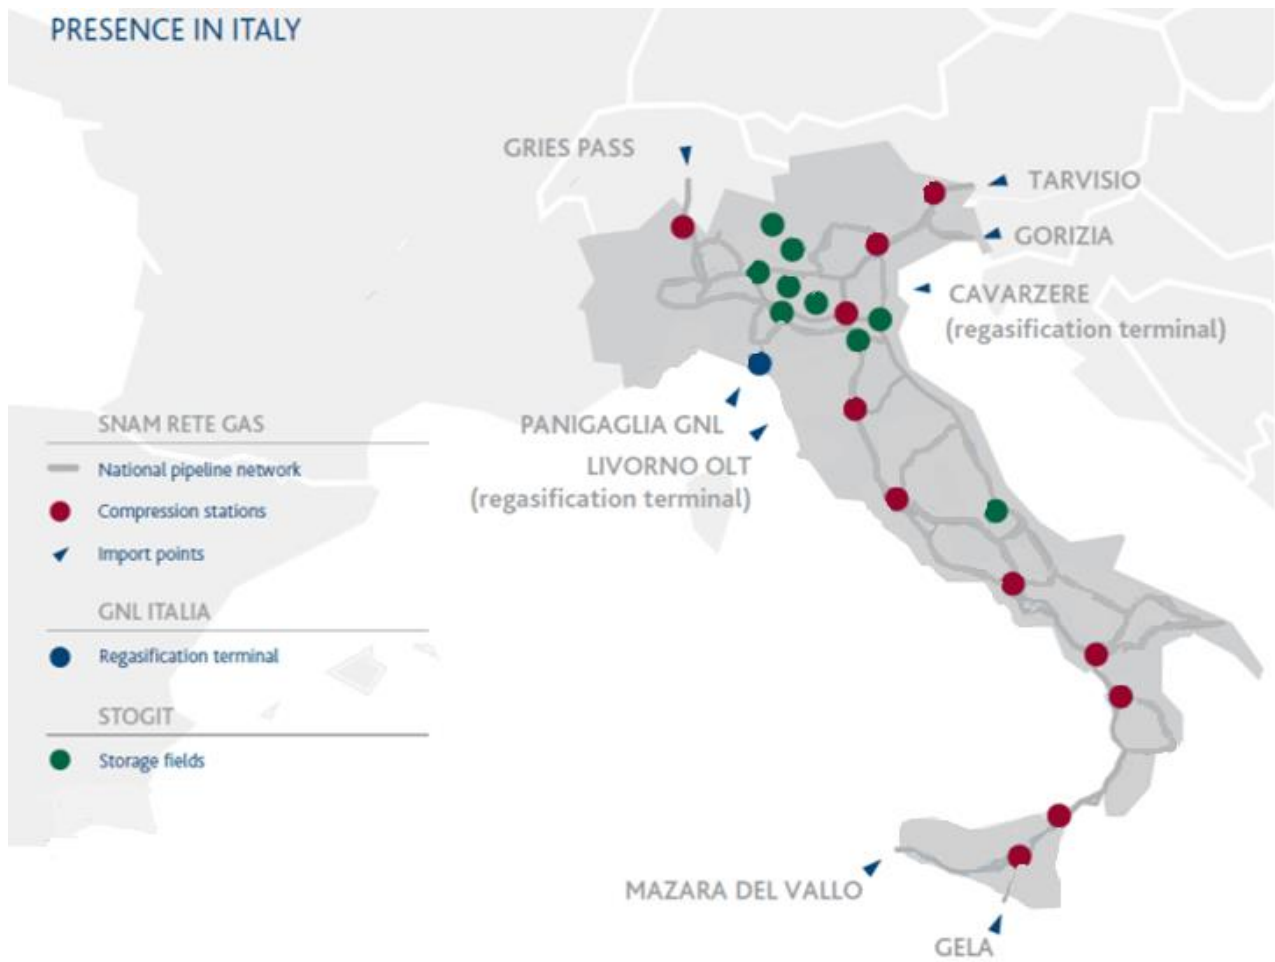 PRESENCE IN ITALY
GRIES PASS
TARVISIO
GORIZIA
CAVARZERE
(regasification terminal)
PANIGAGLIA GNL
LIVORNO OLT
(regasification terminal)
SNAM RETE GAS
National pipeline network
Compression stations
Import points
GNL ITALIA
Regasification terminal
STOGIT
Storage fields
MAZARA DEL VALLO
GELA